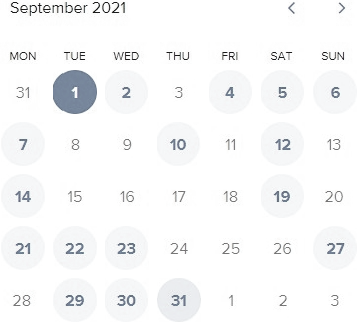 September 2021
MON TUE WED THU FRI SAT SUN
31 1 2 3 4 5 6
7 8 9 10 11 12 13
14 15 16 17 18 19 20
21 22 23 24 25 26 27
28 29 30 31 1 2 3